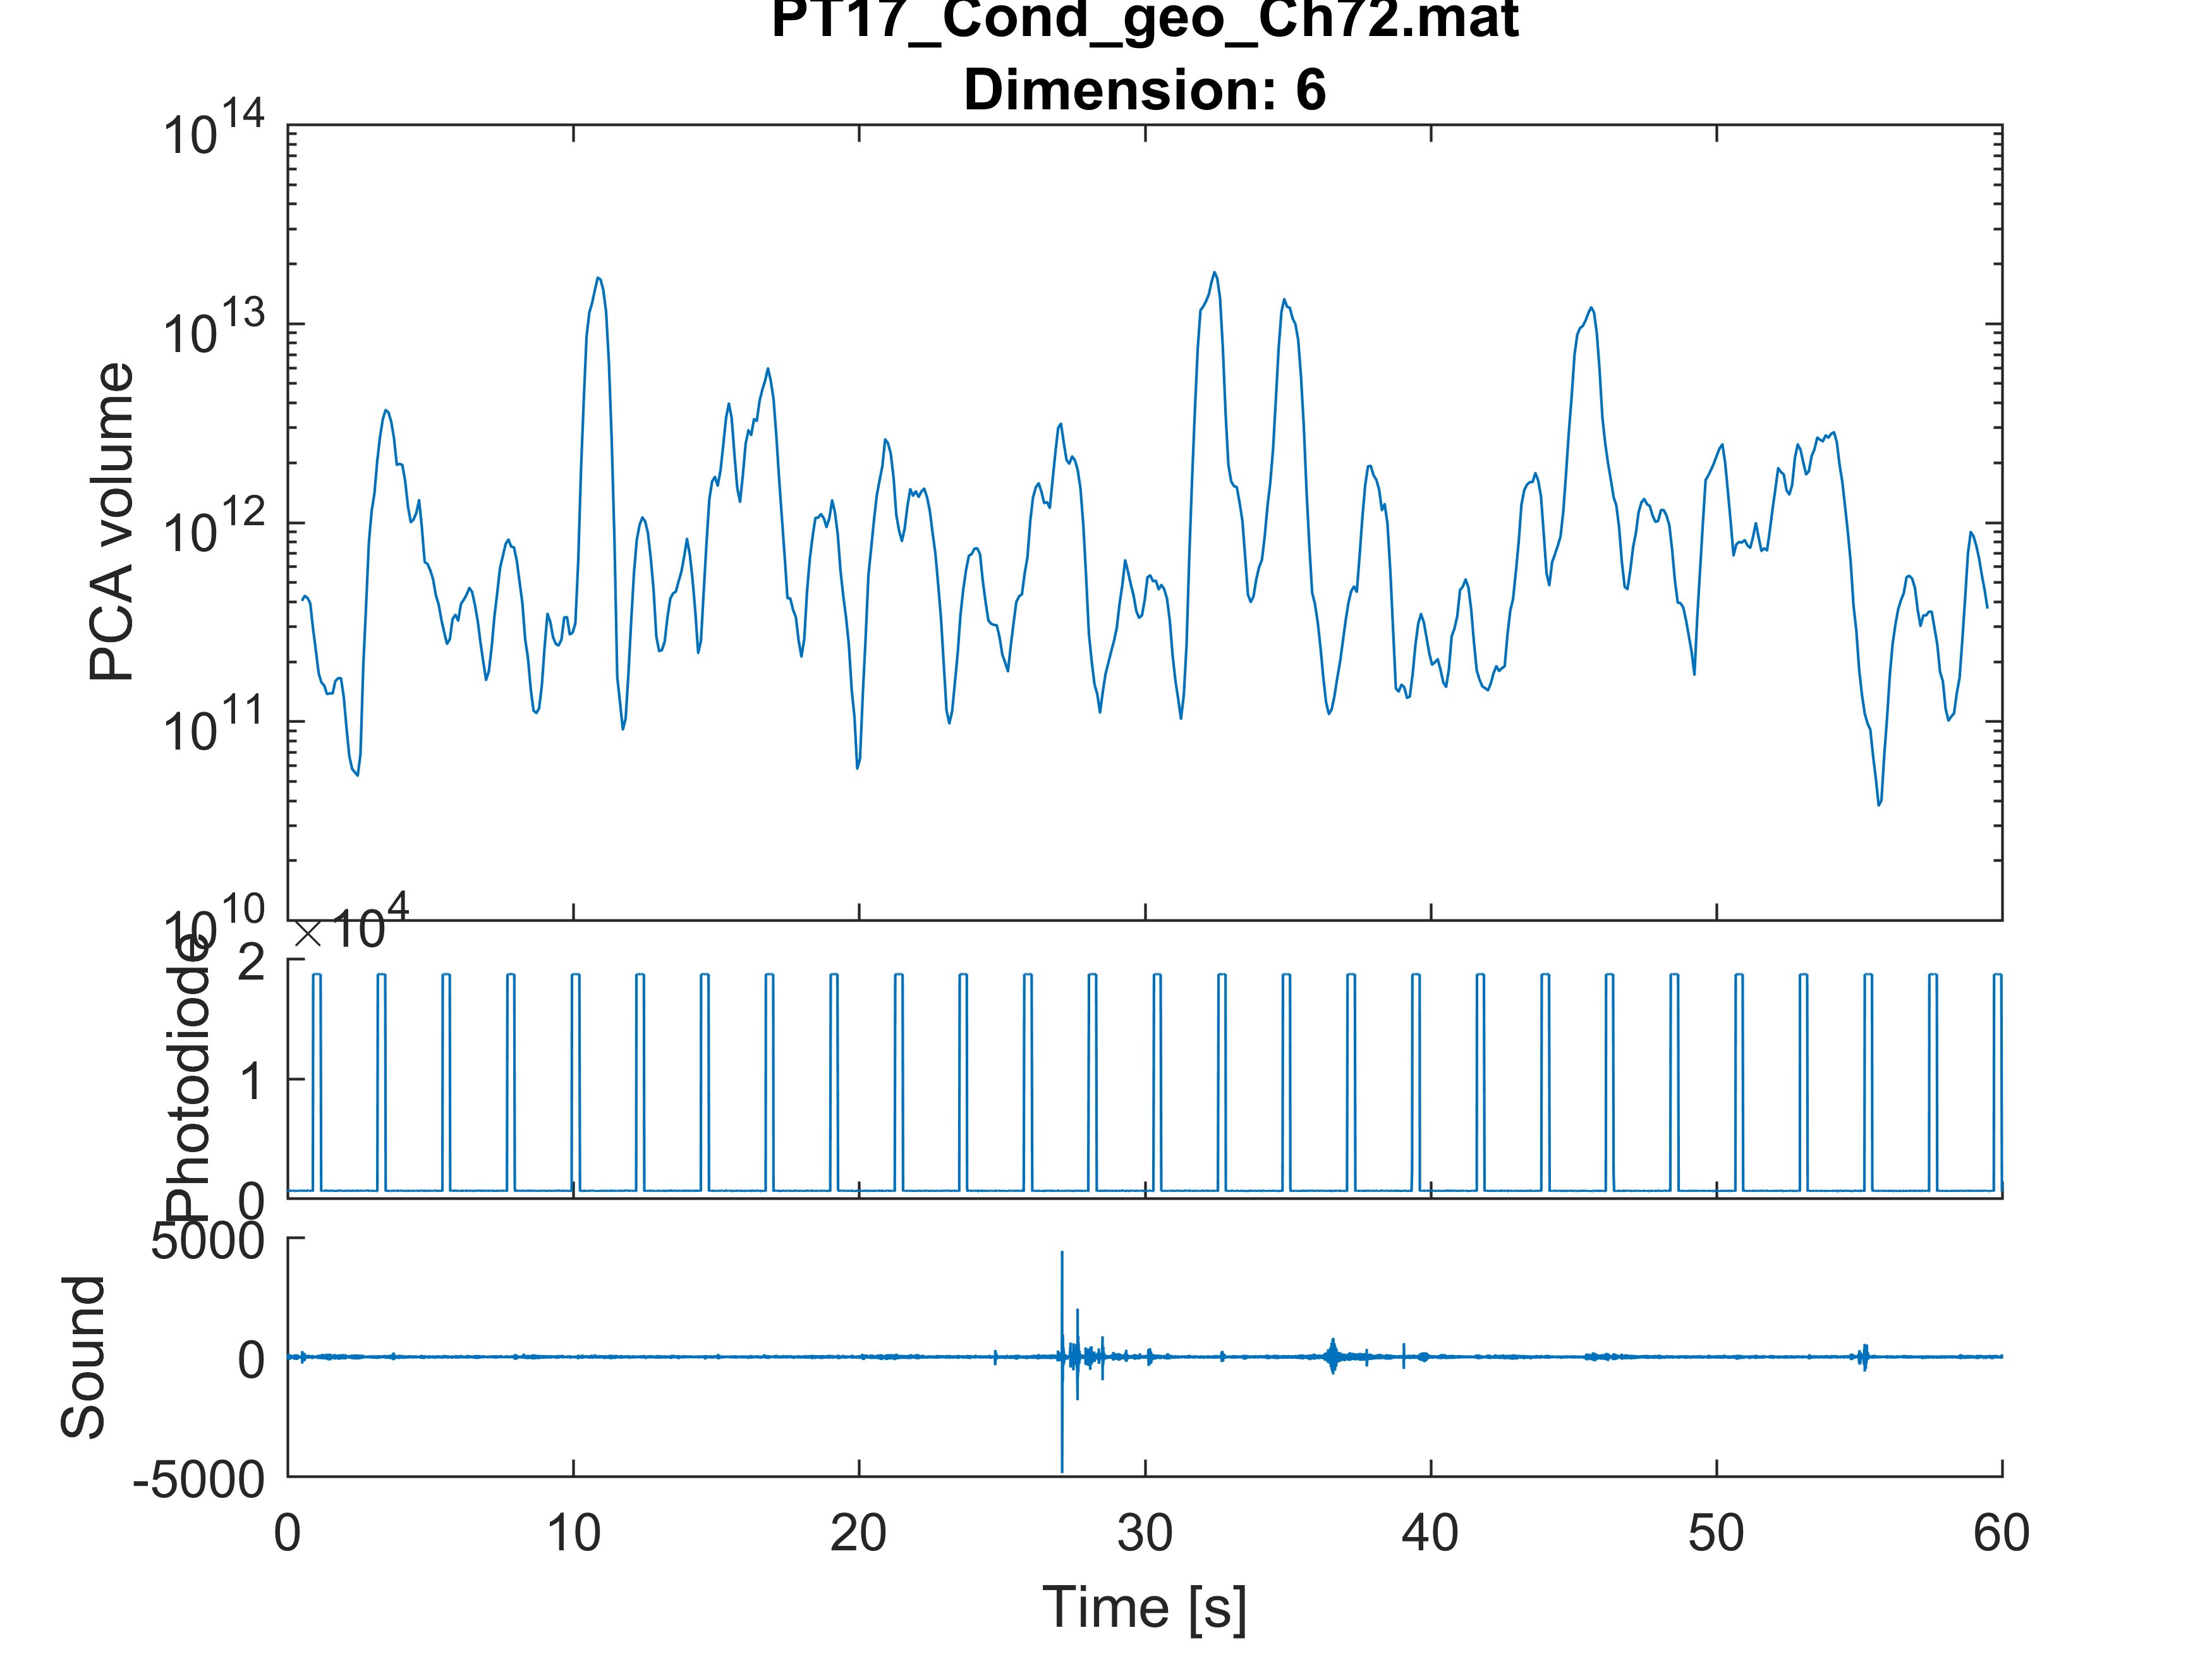 PT17_Cond_geo_Ch72.mat
Dimension: 6
10^14
10^13
10^12
10^11
10^10
PCA volume
× 10^4
2
1
0
Photodiode
5000
0
-5000
Sound
0 10 20 30 40 50 60
Time [s]